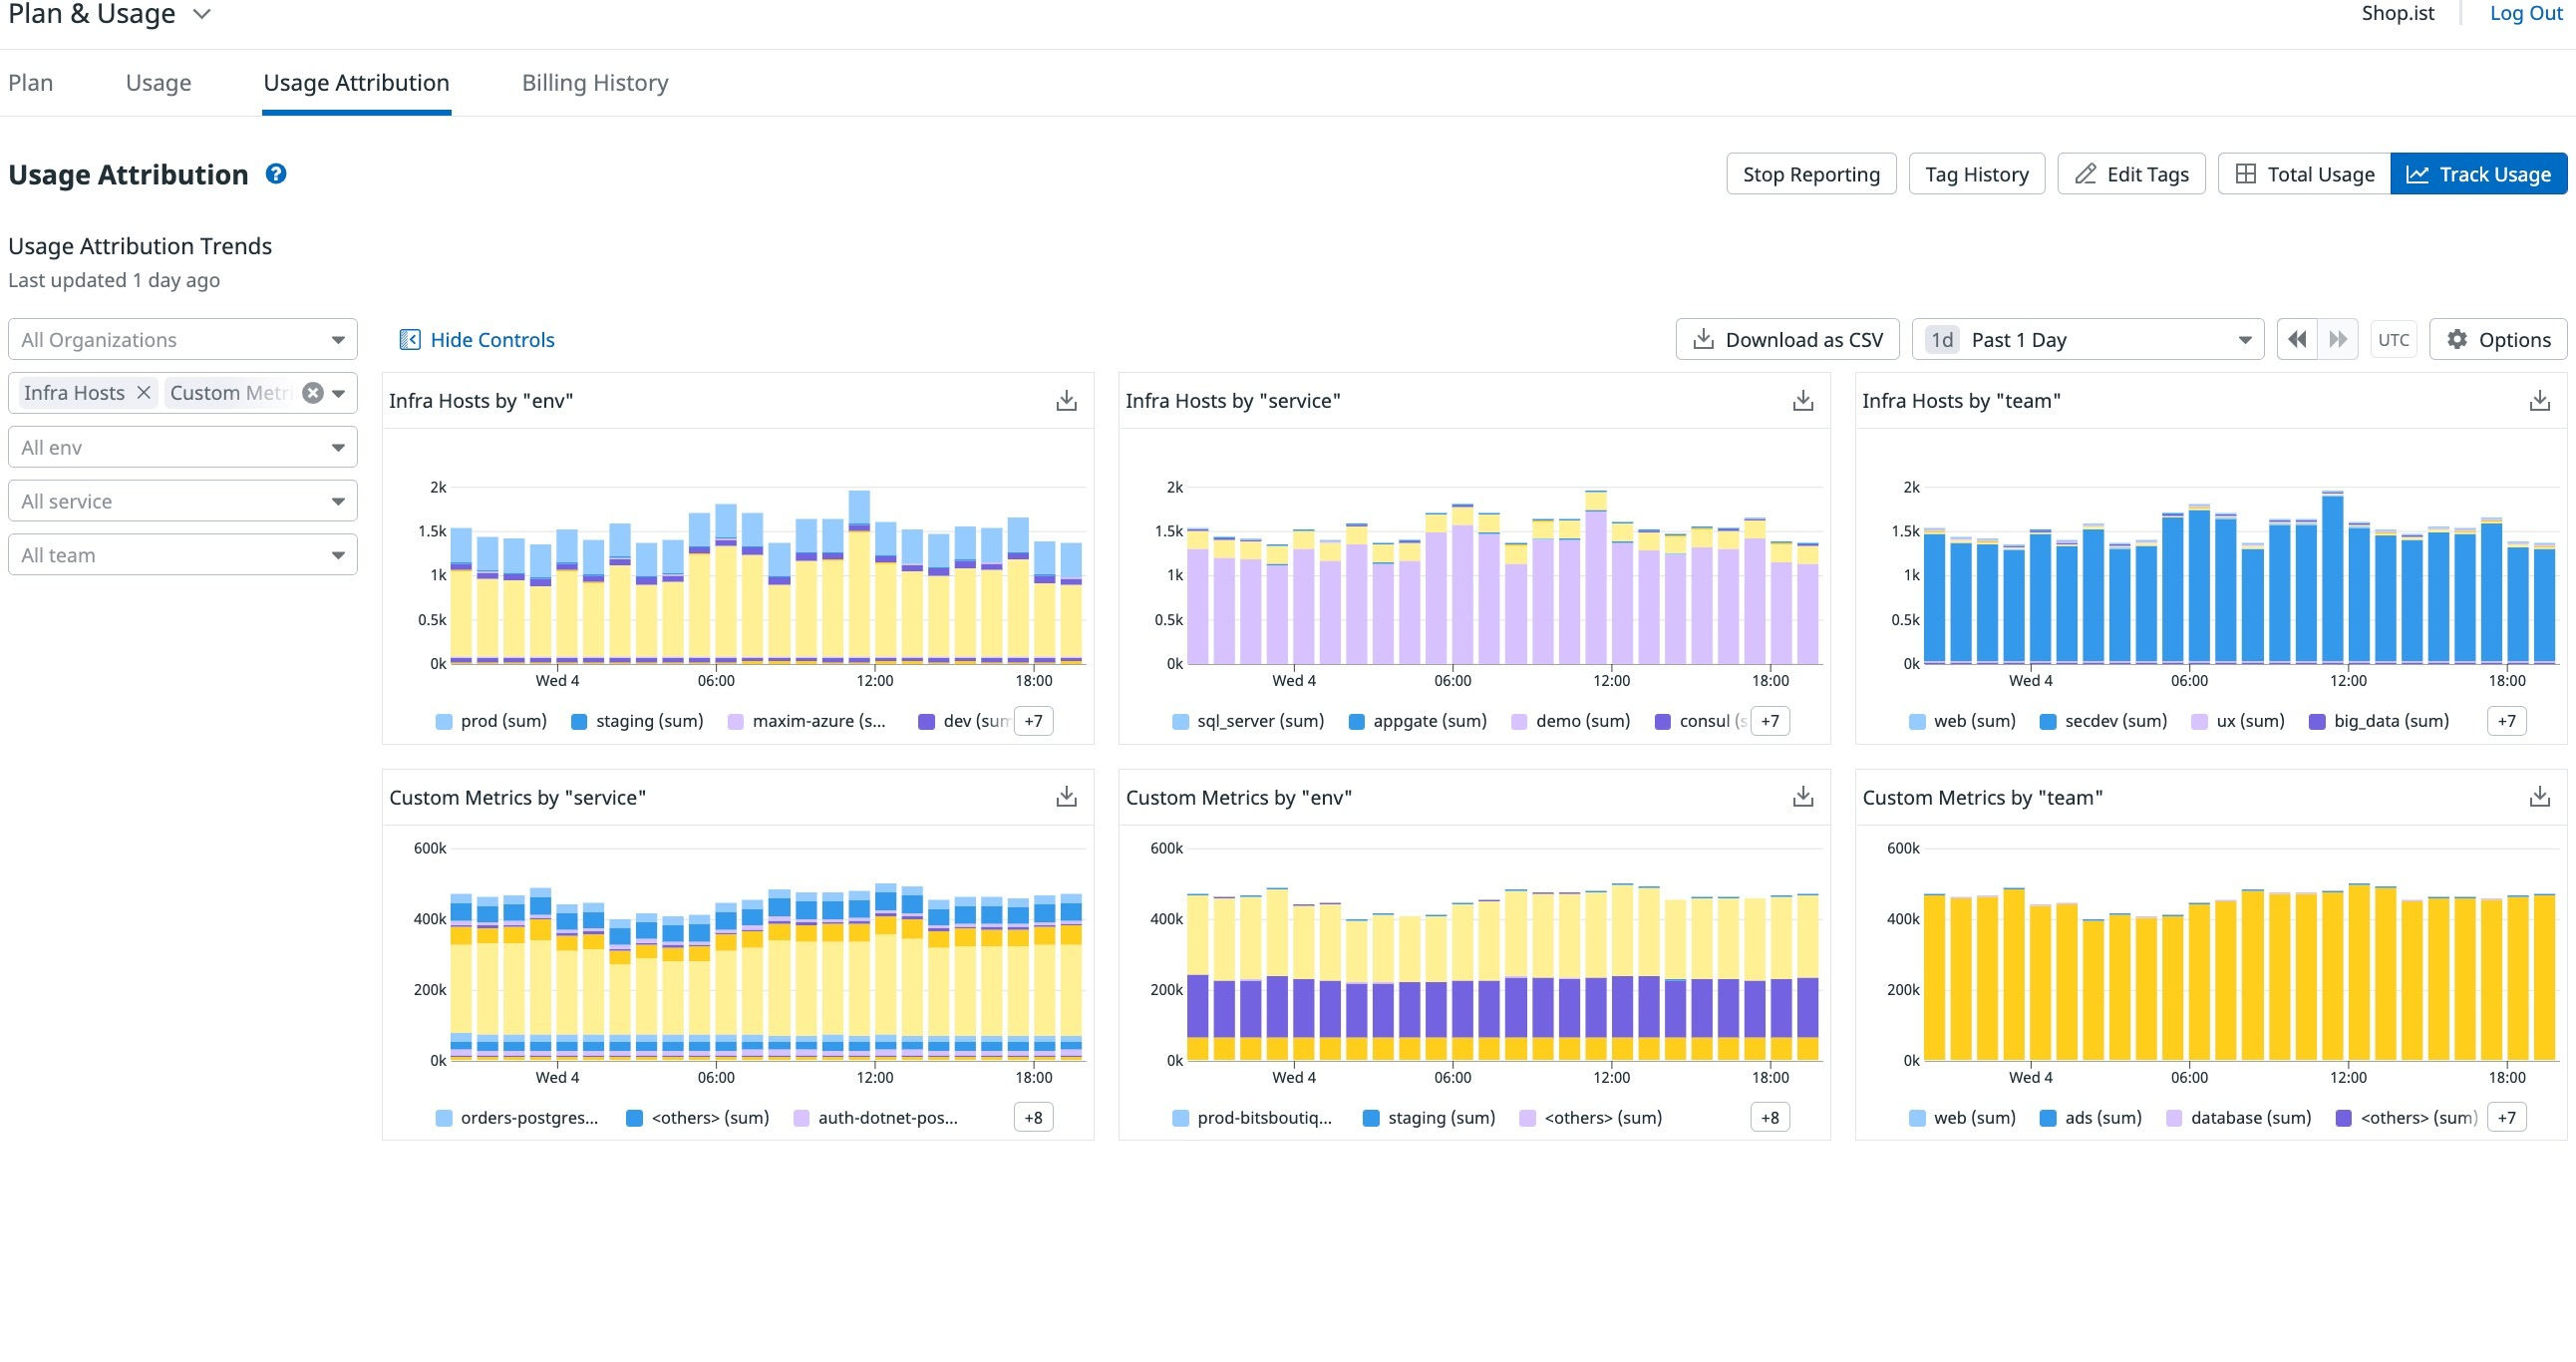 Plan & Usage
Shop.ist
Log Out
Plan
Usage
Usage Attribution
Billing History
Usage Attribution
?
Stop Reporting
Tag History
Edit Tags
Total Usage
Track Usage
Usage Attribution Trends
Last updated 1 day ago
All Organizations
Infra Hosts
Custom Metri
All env
All service
All team
Hide Controls
Download as CSV
1d Past 1 Day
UTC
Options
Infra Hosts by "env"
2k
1.5k
1k
0.5k
0k
Wed 4 06:00 12:00 18:00
prod (sum) staging (sum) maxim-azure (s... dev (sum +7
Infra Hosts by "service"
2k
1.5k
1k
0.5k
0k
Wed 4 06:00 12:00 18:00
sql_server (sum) appgate (sum) demo (sum) consul (s +7
Infra Hosts by "team"
2k
1.5k
1k
0.5k
0k
Wed 4 06:00 12:00 18:00
web (sum) secdev (sum) ux (sum) big_data (sum) +7
Custom Metrics by "service"
600k
400k
200k
0k
Wed 4 06:00 12:00 18:00
orders-postgres... <others> (sum) auth-dotnet-pos... +8
Custom Metrics by "env"
600k
400k
200k
0k
Wed 4 06:00 12:00 18:00
prod-bitsboutiq... staging (sum) <others> (sum) +8
Custom Metrics by "team"
600k
400k
200k
0k
Wed 4 06:00 12:00 18:00
web (sum) ads (sum) database (sum) <others> (sum) +7